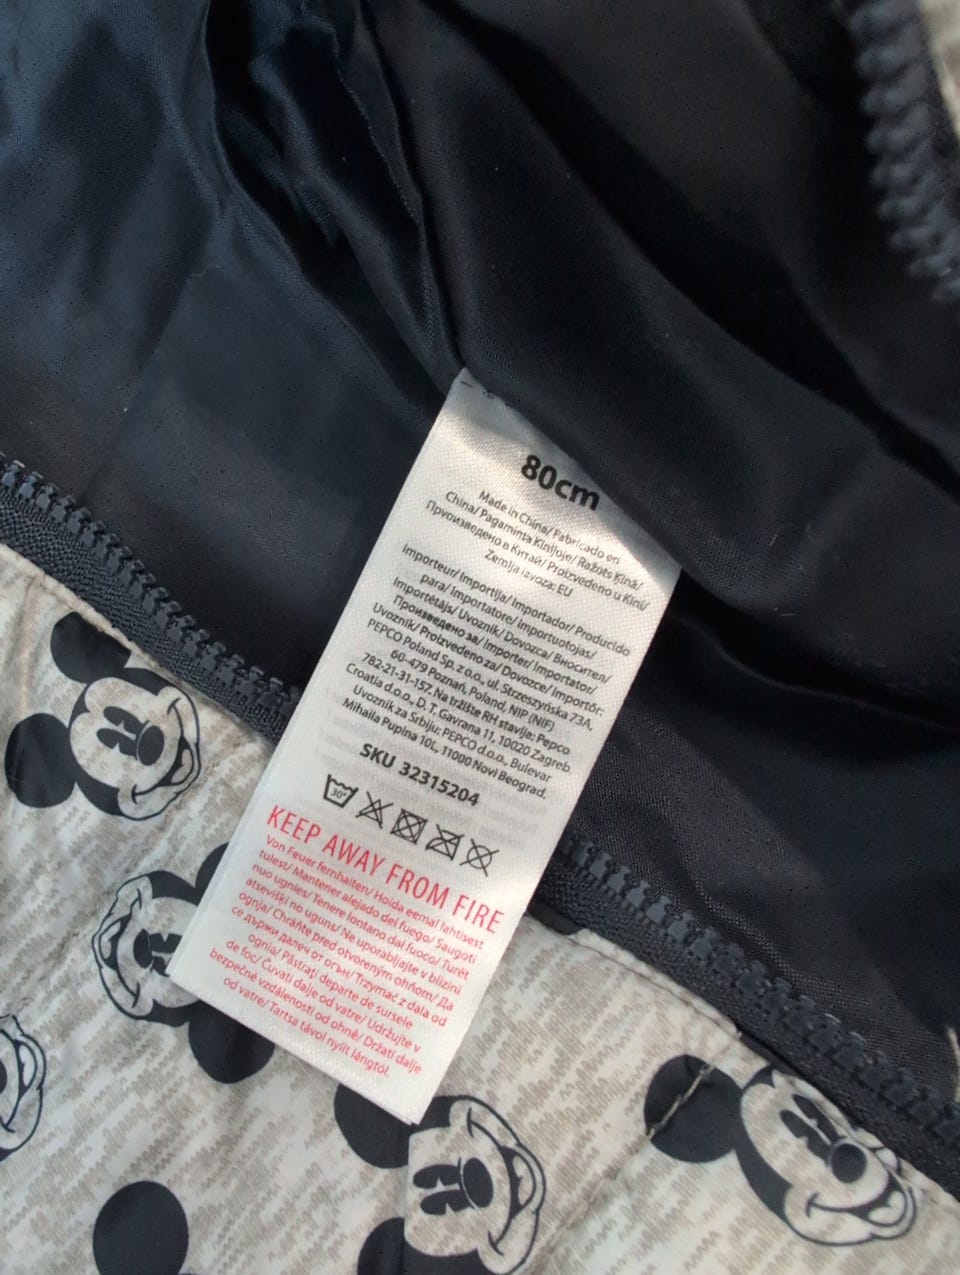 80cm
Made in China/ Fabricado en
China/ Pagaminta Kinijoje/ Ražots Ķīnā/
Произведено в Китай/ Proizvedeno u Kini/
Zemlja izvoza: EU
Importeur/ Importija/ Importador/ Producido
para/ Importatore/ Importuotojas/
Importētājs/ Uvoznik/ Dovozca/ Вносител/
Произведено за/ Importer/ Importator/
Uvozník/ Proizvedeno za/ Dovozce/ Importőr:
PEPCO Poland Sp. z o.o., ul. Strzeszyńska 73A,
60-479 Poznań, Poland. NIP (NIF)
782-21-31-157. Na tržište RH stavlja: Pepco
Croatia d.o.o., D. T. Gavrana 11, 10020 Zagreb.
Uvoznik za Srbiju: PEPCO d.o.o., Bulevar
Mihaila Pupina 10L, 11000 Novi Beograd.
SKU 32315204
30°
KEEP AWAY FROM FIRE
Von Feuer fernhalten/ Hoida eemal lahtisest
tulest/ Mantener alejado del fuego/ Saugoti
nuo ugnies/ Tenere lontano dal fuoco/ Turēt
atsevišķi no uguns/ Ne uporabljajte v bližini
ognja/ Chráňte pred otvoreným ohňom/ Да
се държи далеч от огън/ Trzymać z dala od
ognia/ Păstrați departe de sursele
de foc/ Čuvati dalje od vatre/ Udržujte v
bezpečné vzdálenosti od ohně/ Držati dalje
od vatre/ Tartsa távol nyílt lángtól.